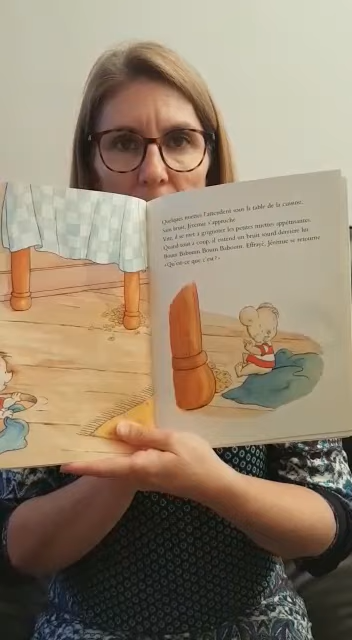 Quelques miettes l'attendent sous la table de la cuisine.
Sans bruit, Jérémie s'approche.
Vite, il se met à grignoter les petites miettes appétissantes.
Quand tout à coup, il entend un bruit sourd derrière lui.
Boum Baboum Boum Baboum. Effrayé, Jérémie se retourne.
«Qu'est-ce que c'est?»